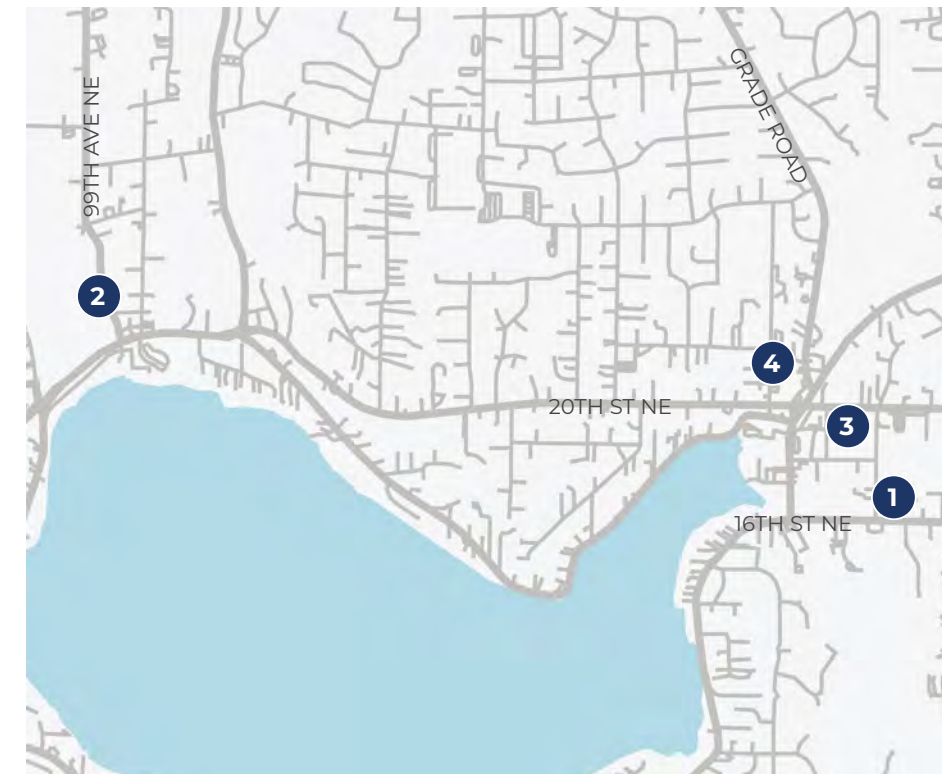 GRADE ROAD
99TH AVE NE
2
4
20TH ST NE
3
1
16TH ST NE